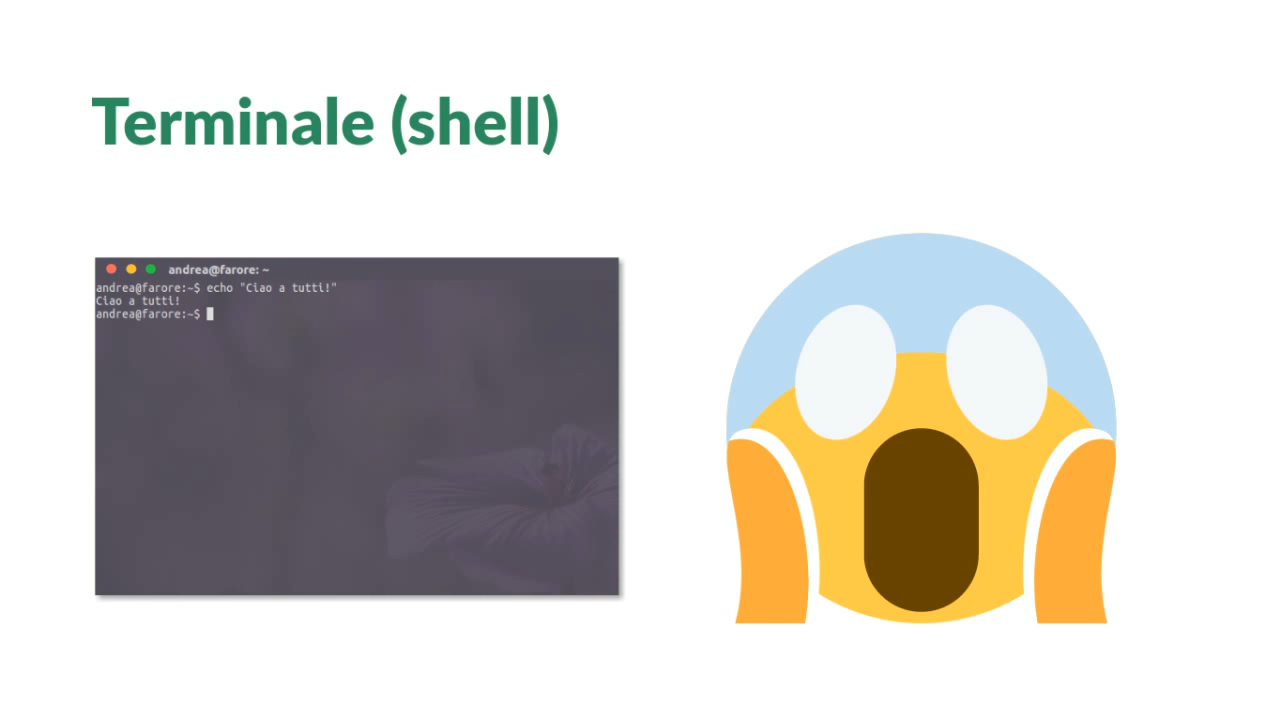 Terminale (shell)
andrea@farore: ~
andrea@farore:~$ echo "Ciao a tutti!"
Ciao a tutti!
andrea@farore:~$